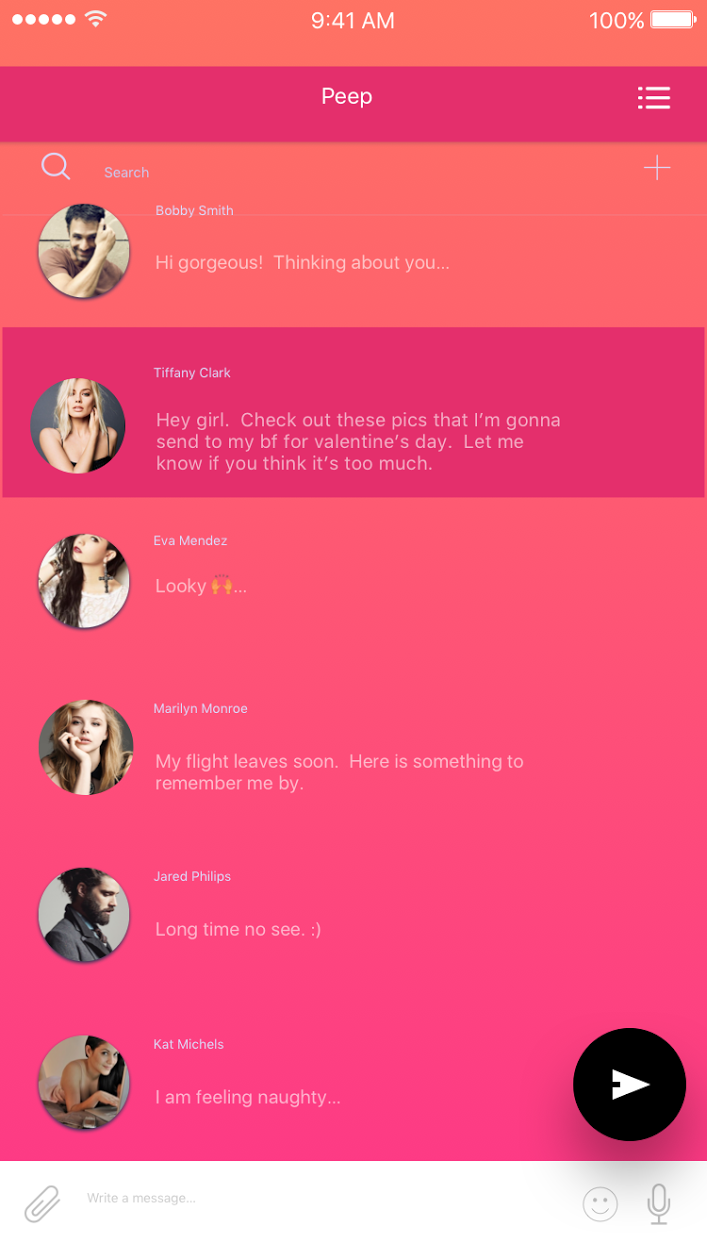 9:41 AM 100%
Peep
Search
Bobby Smith
Hi gorgeous!  Thinking about you...
Tiffany Clark
Hey girl.  Check out these pics that I’m gonna
send to my bf for valentine’s day.  Let me
know if you think it’s too much.
Eva Mendez
Looky 🙌...
Marilyn Monroe
My flight leaves soon.  Here is something to
remember me by.
Jared Philips
Long time no see. :)
Kat Michels
I am feeling naughty...
Write a message...